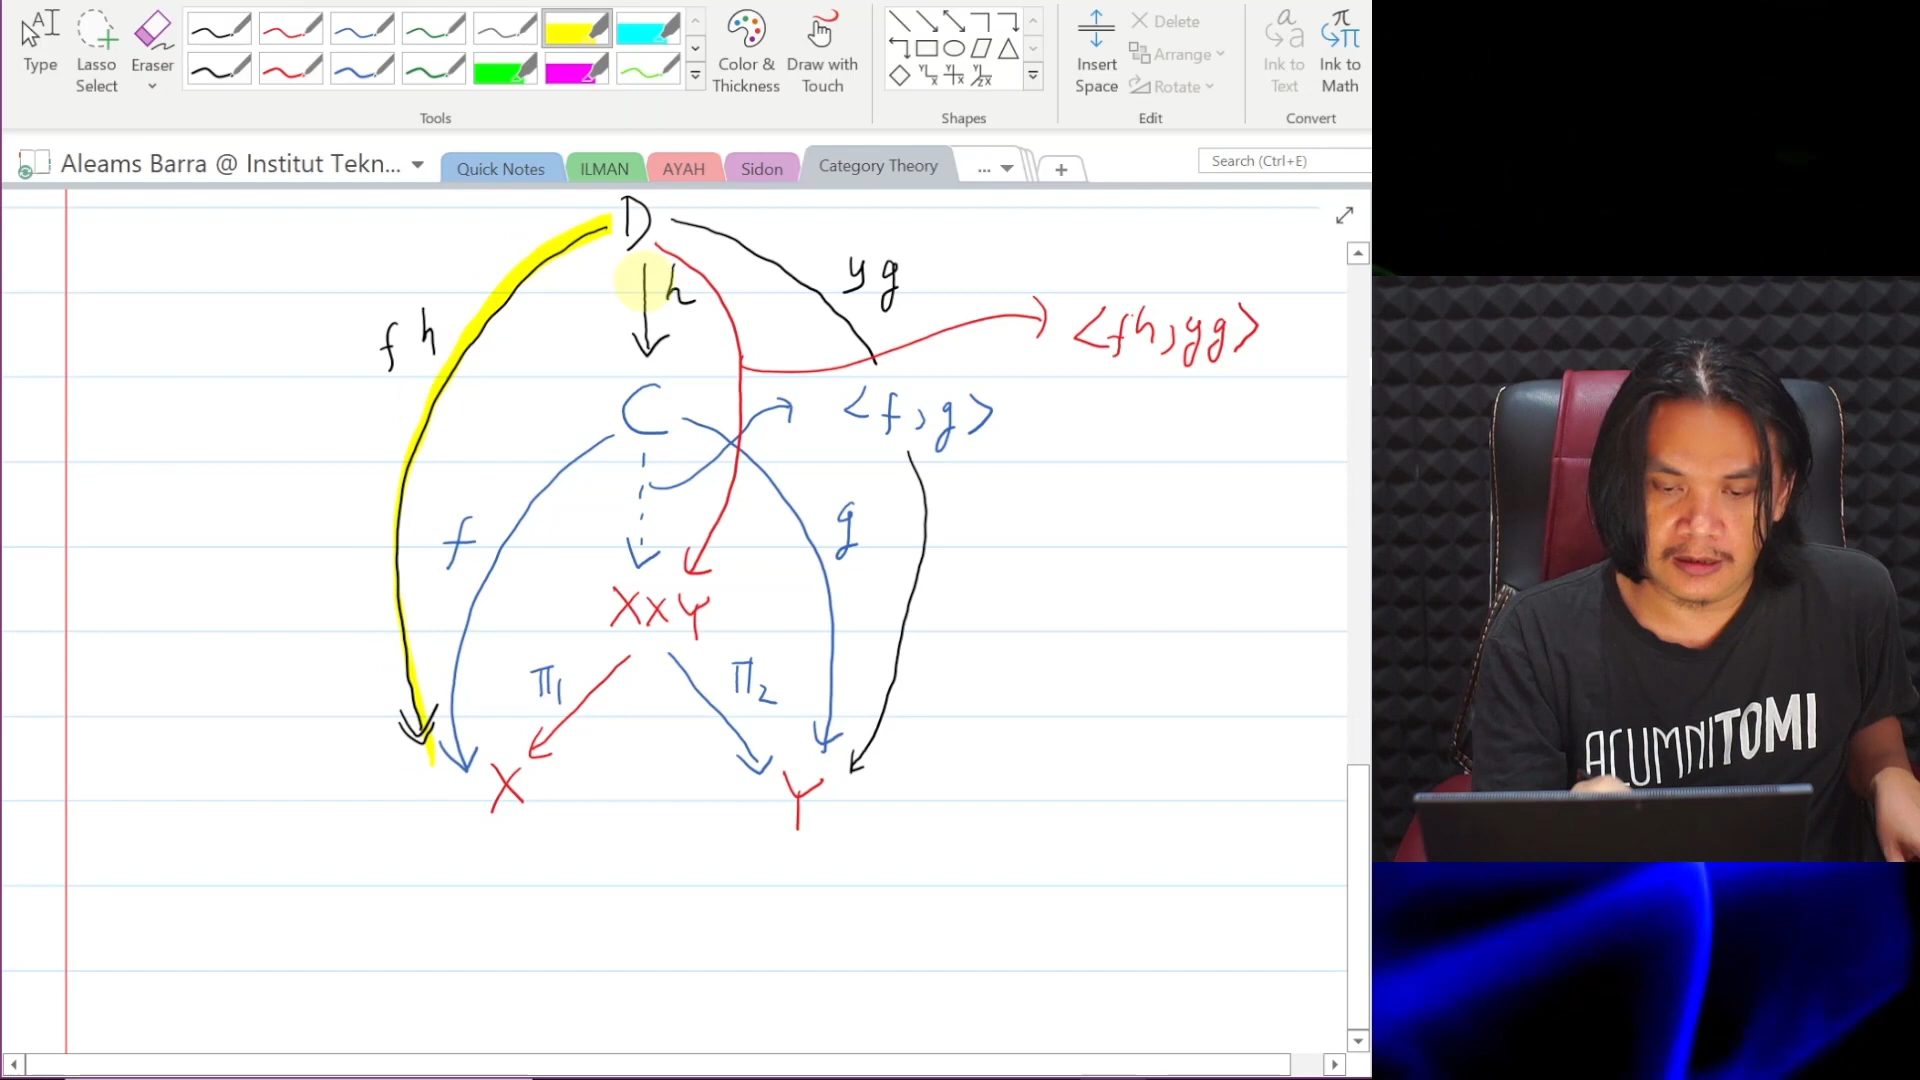 Type
Lasso Select
Eraser
Color & Thickness
Draw with Touch
Insert Space
Delete
Arrange
Rotate
Ink to Text
Ink to Math
Tools
Shapes
Edit
Convert
Aleams Barra @ Institut Tekn...
Quick Notes
ILMAN
AYAH
Sidon
Category Theory
...
Search (Ctrl+E)
D
h
y g
f h
<fh, yg>
C
<f, g>
f
g
X x Y
π1
π2
X
Y
ACUMNITOMI